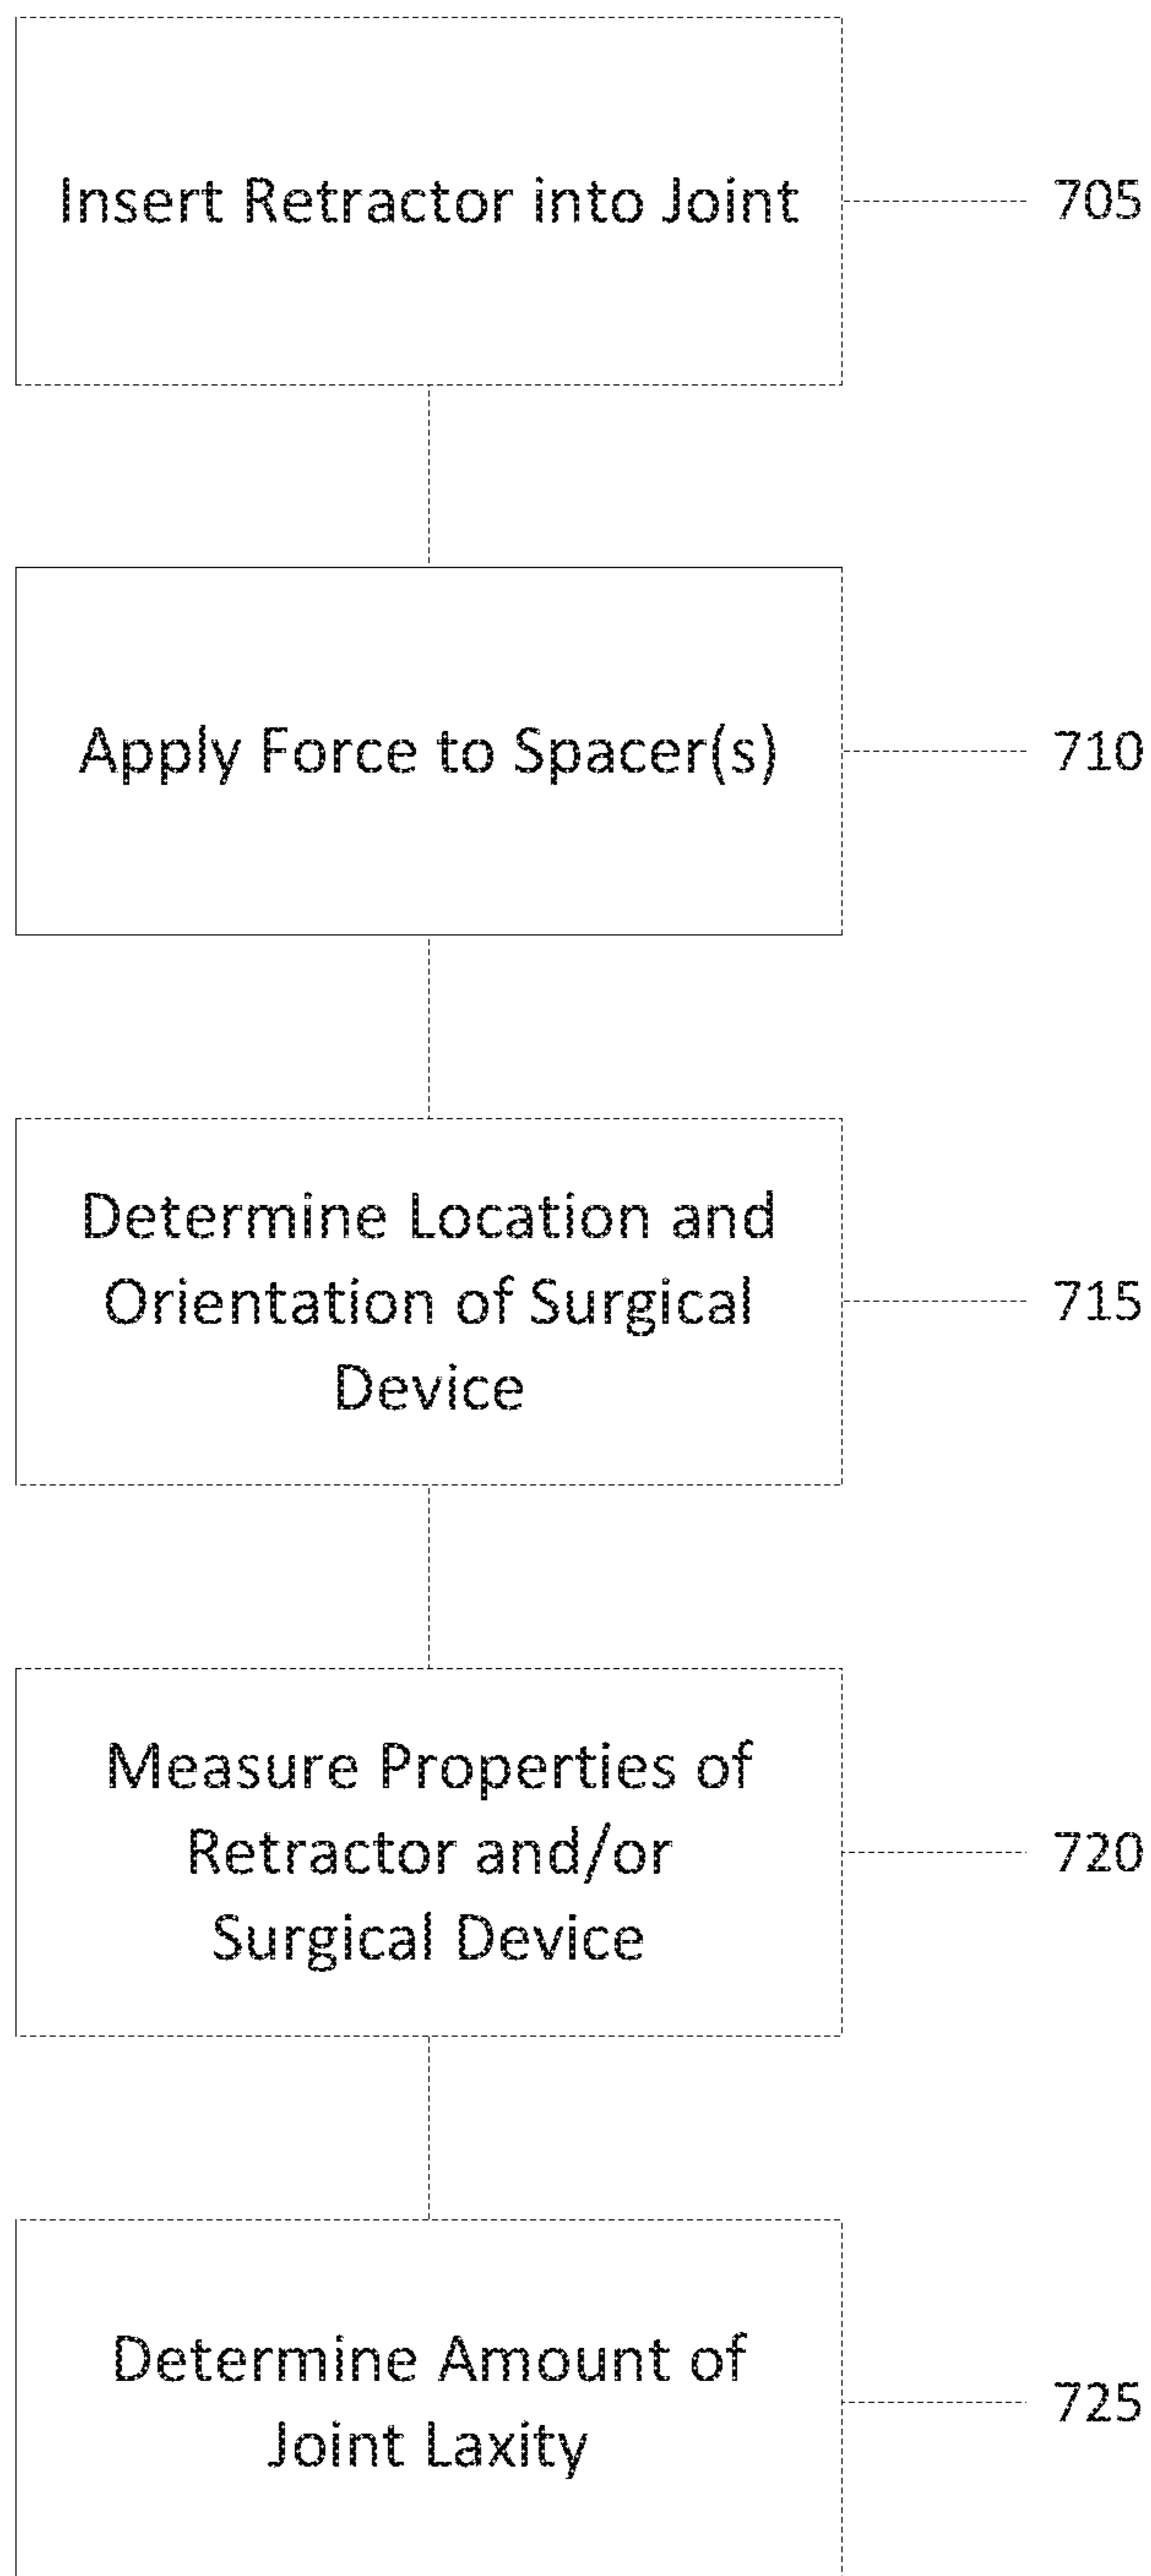 Insert Retractor into Joint
705
Apply Force to Spacer(s)
710
Determine Location and
Orientation of Surgical
Device
715
Measure Properties of
Retractor and/or
Surgical Device
720
Determine Amount of
Joint Laxity
725